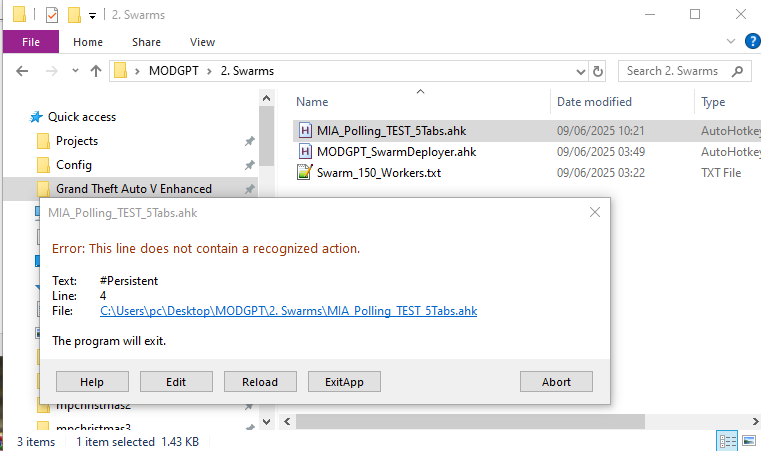 2. Swarms
File Home Share View
MODGPT 2. Swarms Search 2. Swarms
Name Date modified Type
Quick access
Projects
Config
Grand Theft Auto V Enhanced
MIA_Polling_TEST_5Tabs.ahk 09/06/2025 10:21 AutoHotkey
MODGPT_SwarmDeployer.ahk 09/06/2025 03:49 AutoHotkey
Swarm_150_Workers.txt 09/06/2025 03:22 TXT File
MIA_Polling_TEST_5Tabs.ahk
Error: This line does not contain a recognized action.
Text: #Persistent
Line: 4
File: C:\Users\pc\Desktop\MODGPT\2. Swarms\MIA_Polling_TEST_5Tabs.ahk
The program will exit.
Help Edit Reload ExitApp Abort
mpchristmas2
mpchristmas3
3 items 1 item selected 1.43 KB